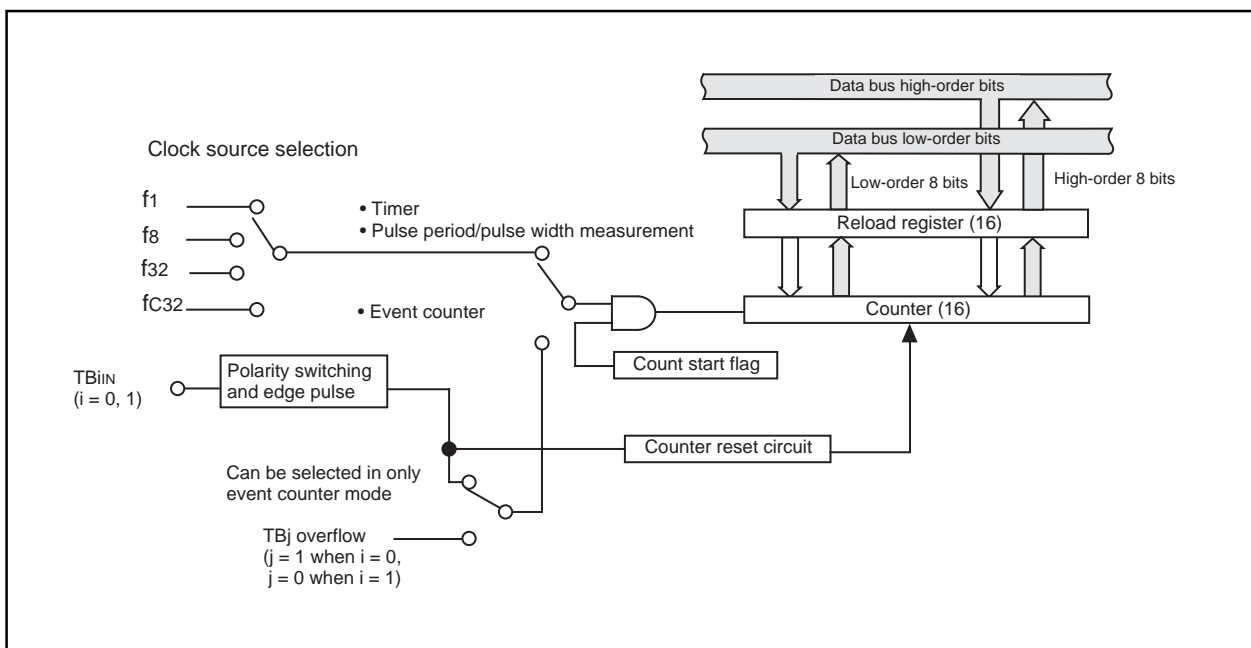 Data bus high-order bits
Data bus low-order bits
Clock source selection
Low-order 8 bits
High-order 8 bits
f1
• Timer
Reload register (16)
• Pulse period/pulse width measurement
f8
f32
fC32
• Event counter
Counter (16)
Count start flag
TBiIN
(i = 0, 1)
Polarity switching
and edge pulse
Counter reset circuit
Can be selected in only
event counter mode
TBj overflow
(j = 1 when i = 0,
j = 0 when i = 1)